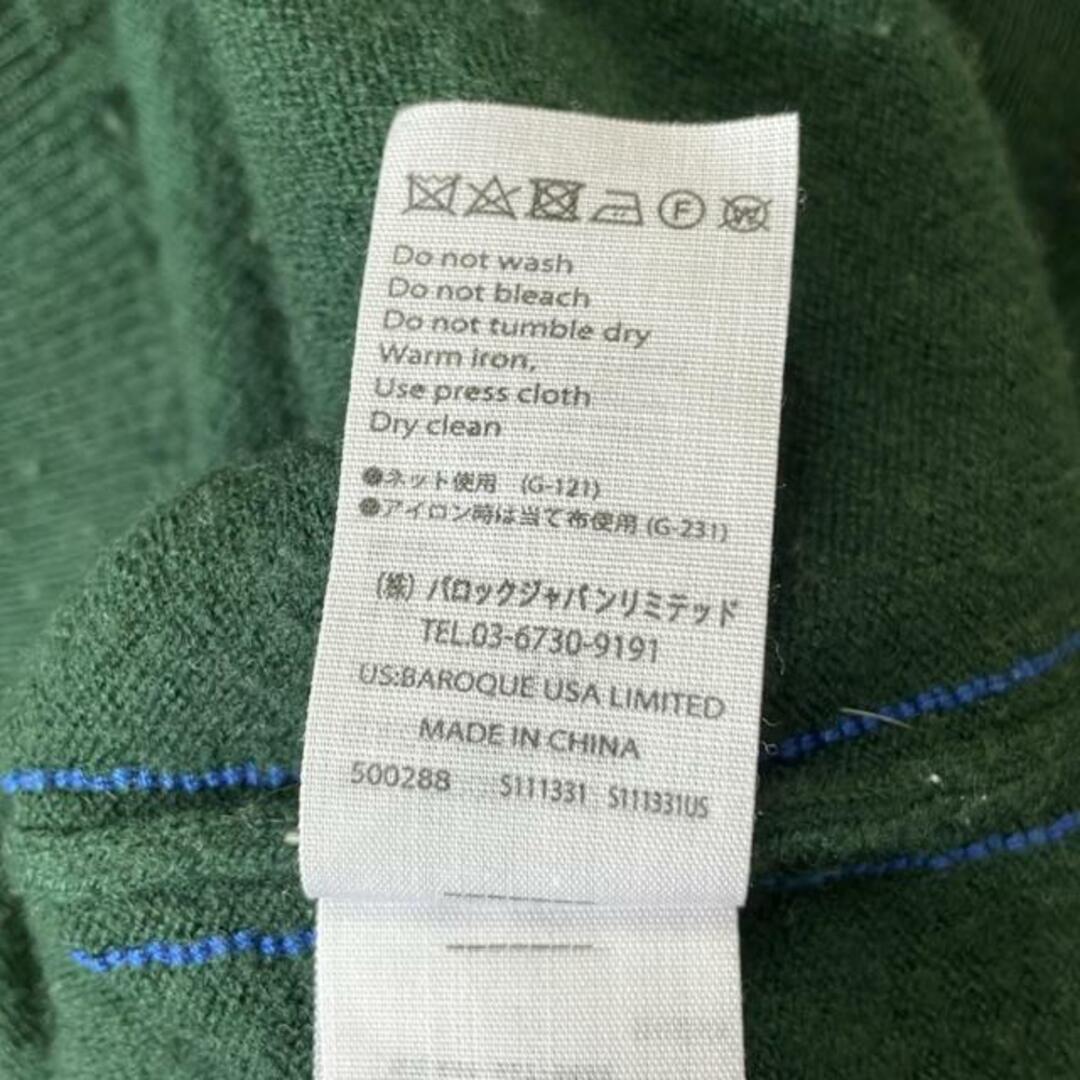 F
W
Do not wash
Do not bleach
Do not tumble dry
Warm iron,
Use press cloth
Dry clean
●ネット使用 (G-121)
●アイロン時は当て布使用 (G-231)
(株) バロックジャパンリミテッド
TEL.03-6730-9191
US:BAROQUE USA LIMITED
MADE IN CHINA
500288 S111331 S111331US